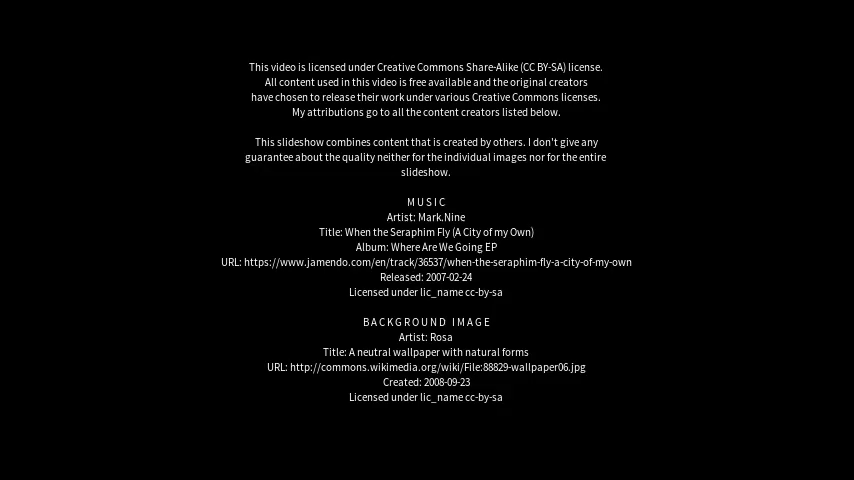 This video is licensed under Creative Commons Share-Alike (CC BY-SA) license.
All content used in this video is free available and the original creators
have chosen to release their work under various Creative Commons licenses.
My attributions go to all the content creators listed below.
This slideshow combines content that is created by others. I don't give any
guarantee about the quality neither for the individual images nor for the entire
slideshow.
MUSIC
Artist: Mark.Nine
Title: When the Seraphim Fly (A City of my Own)
Album: Where Are We Going EP
URL: https://www.jamendo.com/en/track/36537/when-the-seraphim-fly-a-city-of-my-own
Released: 2007-02-24
Licensed under lic_name cc-by-sa
BACKGROUND IMAGE
Artist: Rosa
Title: A neutral wallpaper with natural forms
URL: http://commons.wikimedia.org/wiki/File:88829-wallpaper06.jpg
Created: 2008-09-23
Licensed under lic_name cc-by-sa